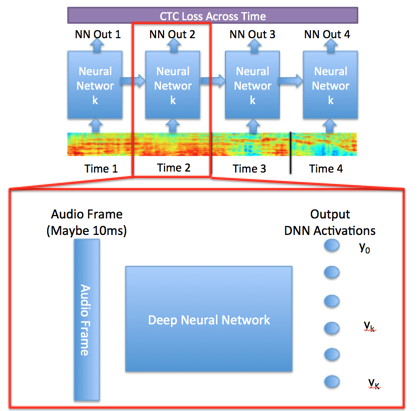 CTC Loss Across Time
NN Out 1 NN Out 2 NN Out 3 NN Out 4
Neural Neural Neural Neural
Networ Networ Networ Networ
k k k k
Time 1 Time 2 Time 3 Time 4
Audio Frame
(Maybe 10ms)
Output
DNN Activations
Audio Frame
Deep Neural Network
y0
yk
yK